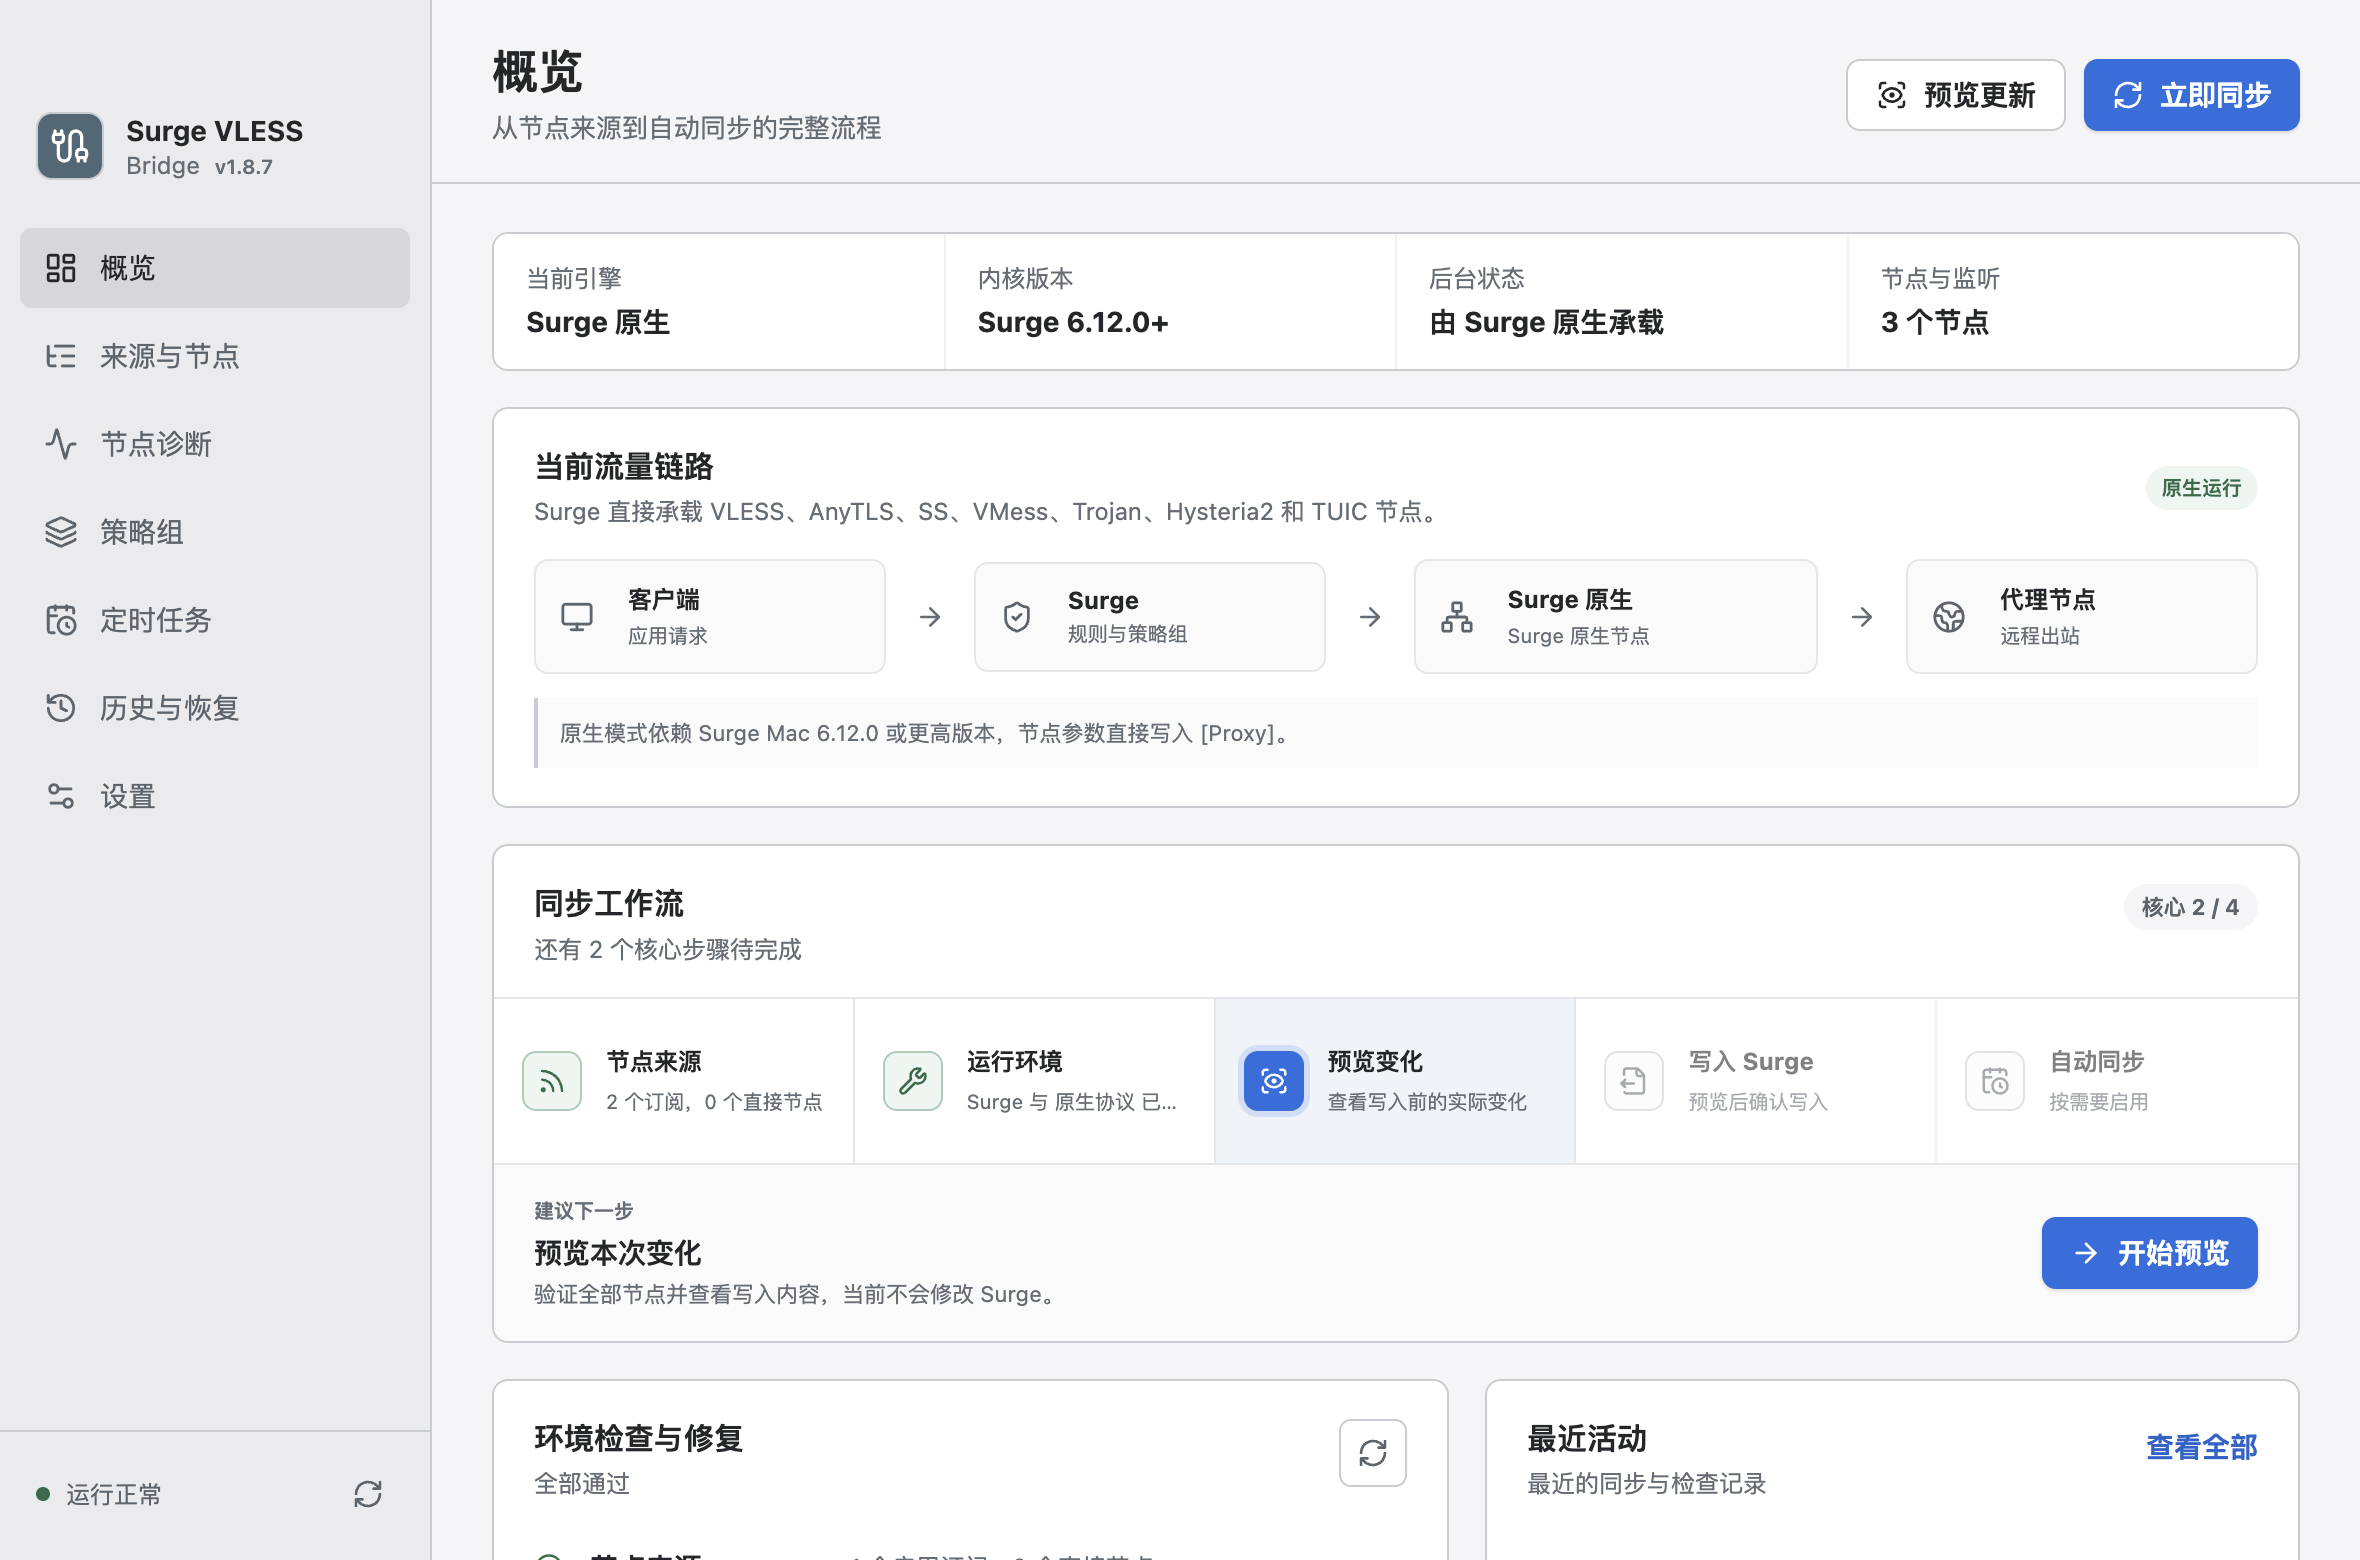 Surge VLESS
Bridge v1.8.7
概览
来源与节点
节点诊断
策略组
定时任务
历史与恢复
设置
运行正常
概览
从节点来源到自动同步的完整流程
预览更新
立即同步
当前引擎
Surge 原生
内核版本
Surge 6.12.0+
后台状态
由 Surge 原生承载
节点与监听
3 个节点
当前流量链路
Surge 直接承载 VLESS、AnyTLS、SS、VMess、Trojan、Hysteria2 和 TUIC 节点。
原生运行
客户端
应用请求
Surge
规则与策略组
Surge 原生
Surge 原生节点
代理节点
远程出站
原生模式依赖 Surge Mac 6.12.0 或更高版本，节点参数直接写入 [Proxy]。
同步工作流
还有 2 个核心步骤待完成
核心 2 / 4
节点来源
2 个订阅，0 个直接节点
运行环境
Surge 与 原生协议 已...
预览变化
查看写入前的实际变化
写入 Surge
预览后确认写入
自动同步
按需要启用
建议下一步
预览本次变化
验证全部节点并查看写入内容，当前不会修改 Surge。
开始预览
环境检查与修复
全部通过
最近活动
最近的同步与检查记录
查看全部
节点来源